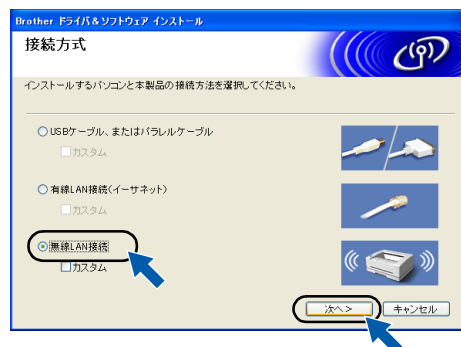 Brother ドライバ&ソフトウェア インストール
接続方式
インストールするパソコンと本製品の接続方法を選択してください。
USBケーブル、またはパラレルケーブル
カスタム
有線LAN接続(イーサネット)
カスタム
無線LAN接続
カスタム
次へ >
キャンセル